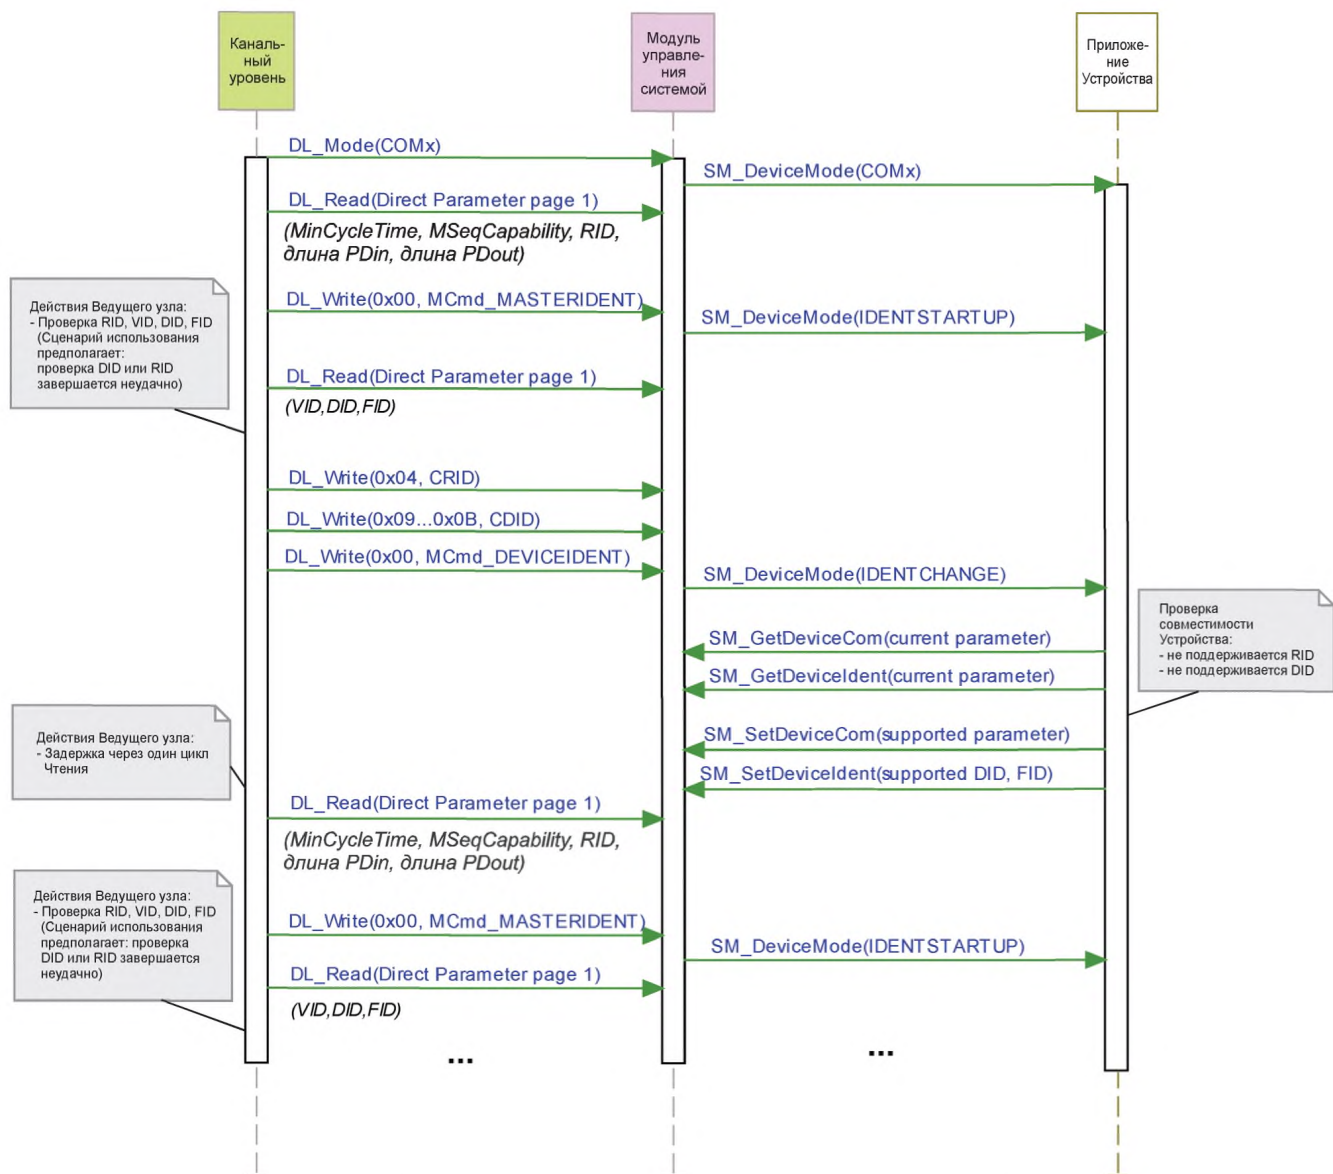 Каналь-
ный
уровень
Модуль
управле-
ния
системой
Приложе-
ние
Устройства
DL_Mode(COMx)
SM_DeviceMode(COMx)
DL_Read(Direct Parameter page 1)
(MinCycleTime, MSeqCapability, RID,
длина PDin, длина PDout)
Действия Ведущего узла:
- Проверка RID, VID, DID, FID
(Сценарий использования
предполагает:
проверка DID или RID
завершается неудачно)
DL_Write(0x00, MCmd_MASTERIDENT)
SM_DeviceMode(IDENTSTARTUP)
DL_Read(Direct Parameter page 1)
(VID,DID,FID)
DL_Write(0x04, CRID)
DL_Write(0x09...0x0B, CDID)
DL_Write(0x00, MCmd_DEVICEIDENT)
SM_DeviceMode(IDENTCHANGE)
Проверка
совместимости
Устройства:
- не поддерживается RID
- не поддерживается DID
SM_GetDeviceCom(current parameter)
SM_GetDeviceIdent(current parameter)
Действия Ведущего узла:
- Задержка через один цикл
Чтения
SM_SetDeviceCom(supported parameter)
SM_SetDeviceIdent(supported DID, FID)
DL_Read(Direct Parameter page 1)
(MinCycleTime, MSeqCapability, RID,
длина PDin, длина PDout)
Действия Ведущего узла:
- Проверка RID, VID, DID, FID
(Сценарий использования
предполагает: проверка
DID или RID завершается
неудачно)
DL_Write(0x00, MCmd_MASTERIDENT)
SM_DeviceMode(IDENTSTARTUP)
DL_Read(Direct Parameter page 1)
(VID,DID,FID)
...
...